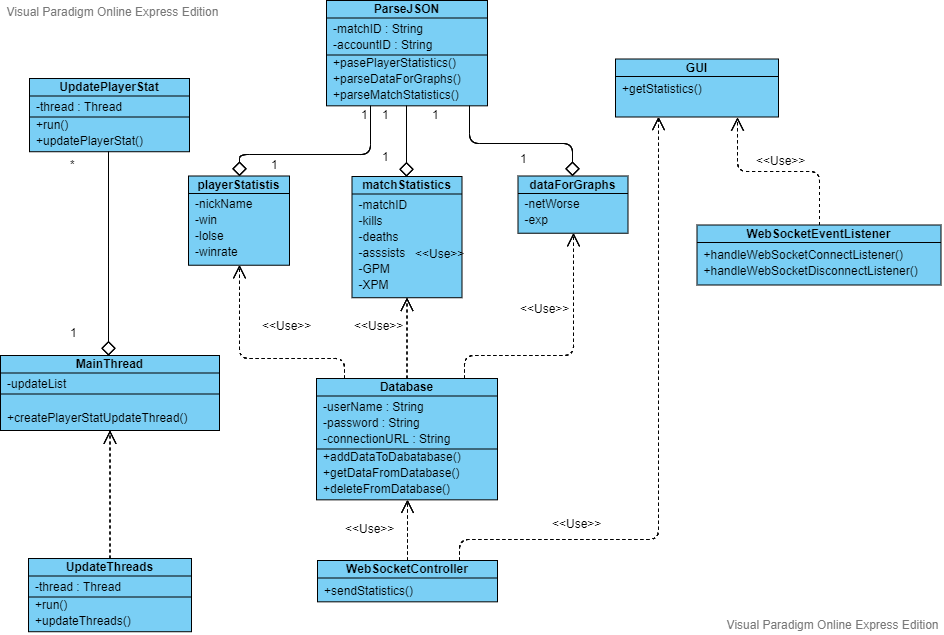 Visual Paradigm Online Express Edition
ParseJSON
-matchID : String
-accountID : String
+pasePlayerStatistics()
+parseDataForGraphs()
+parseMatchStatistics()
GUI
+getStatistics()
UpdatePlayerStat
-thread : Thread
+run()
+updatePlayerStat()
1
1
1
*
1
1
1
<<Use>>
playerStatistis
-nickName
-win
-lolse
-winrate
matchStatistics
-matchID
-kills
-deaths
-asssists
-GPM
-XPM
<<Use>>
dataForGraphs
-netWorse
-exp
WebSocketEventListener
+handleWebSocketConnectListener()
+handleWebSocketDisconnectListener()
<<Use>>
<<Use>>
<<Use>>
1
MainThread
-updateList
+createPlayerStatUpdateThread()
Database
-userName : String
-password : String
-connectionURL : String
+addDataToDabatabase()
+getDataFromDatabase()
+deleteFromDatabase()
<<Use>>
<<Use>>
UpdateThreads
-thread : Thread
+run()
+updateThreads()
WebSocketController
+sendStatistics()
Visual Paradigm Online Express Edition